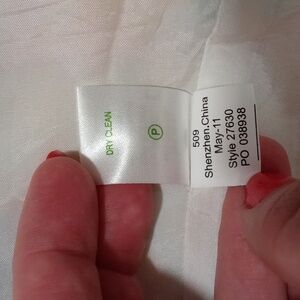 DRY CLEAN
P
509
Shenzhen.China
May-11
Style 27630
PO 038938